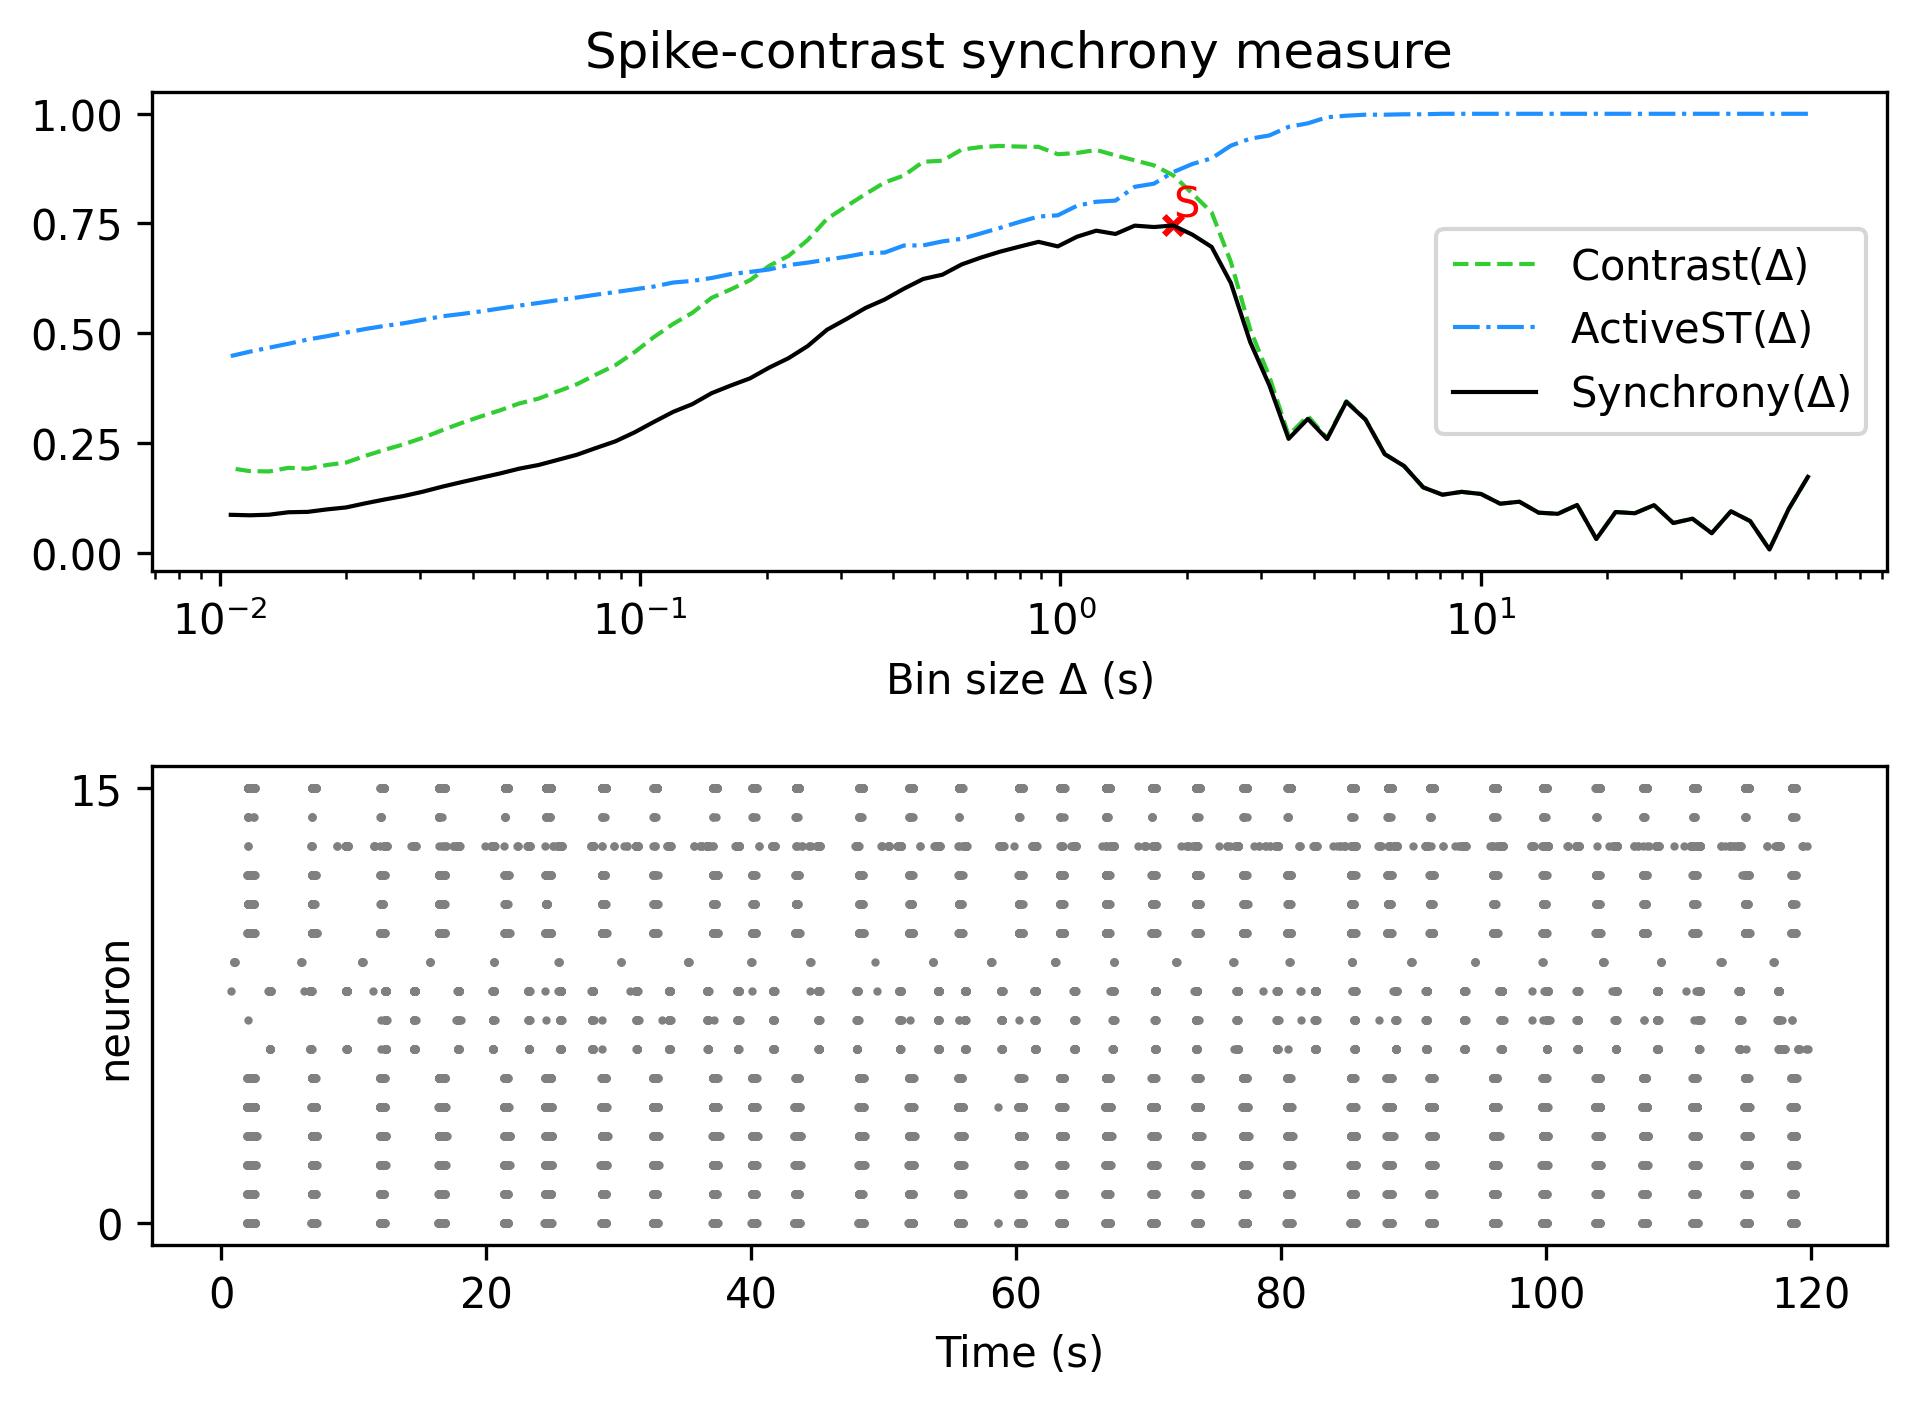 Spike-contrast synchrony measure
1.00
0.75
0.50
0.25
0.00
S
Contrast(Δ)
ActiveST(Δ)
Synchrony(Δ)
10⁻² 10⁻¹ 10⁰ 10¹
Bin size Δ (s)
15
0
neuron
0 20 40 60 80 100 120
Time (s)